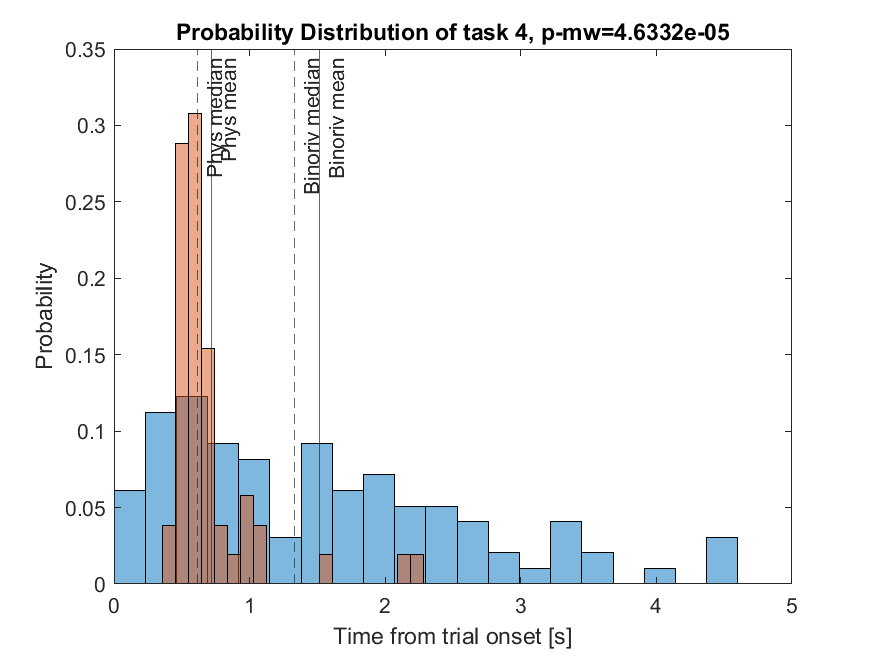 Probability Distribution of task 4, p-mw=4.6332e-05
0.35
0.3
0.25
0.2
0.15
0.1
0.05
0
Probability
Phys median
Phys mean
Binoriv median
Binoriv mean
0
1
2
3
4
5
Time from trial onset [s]